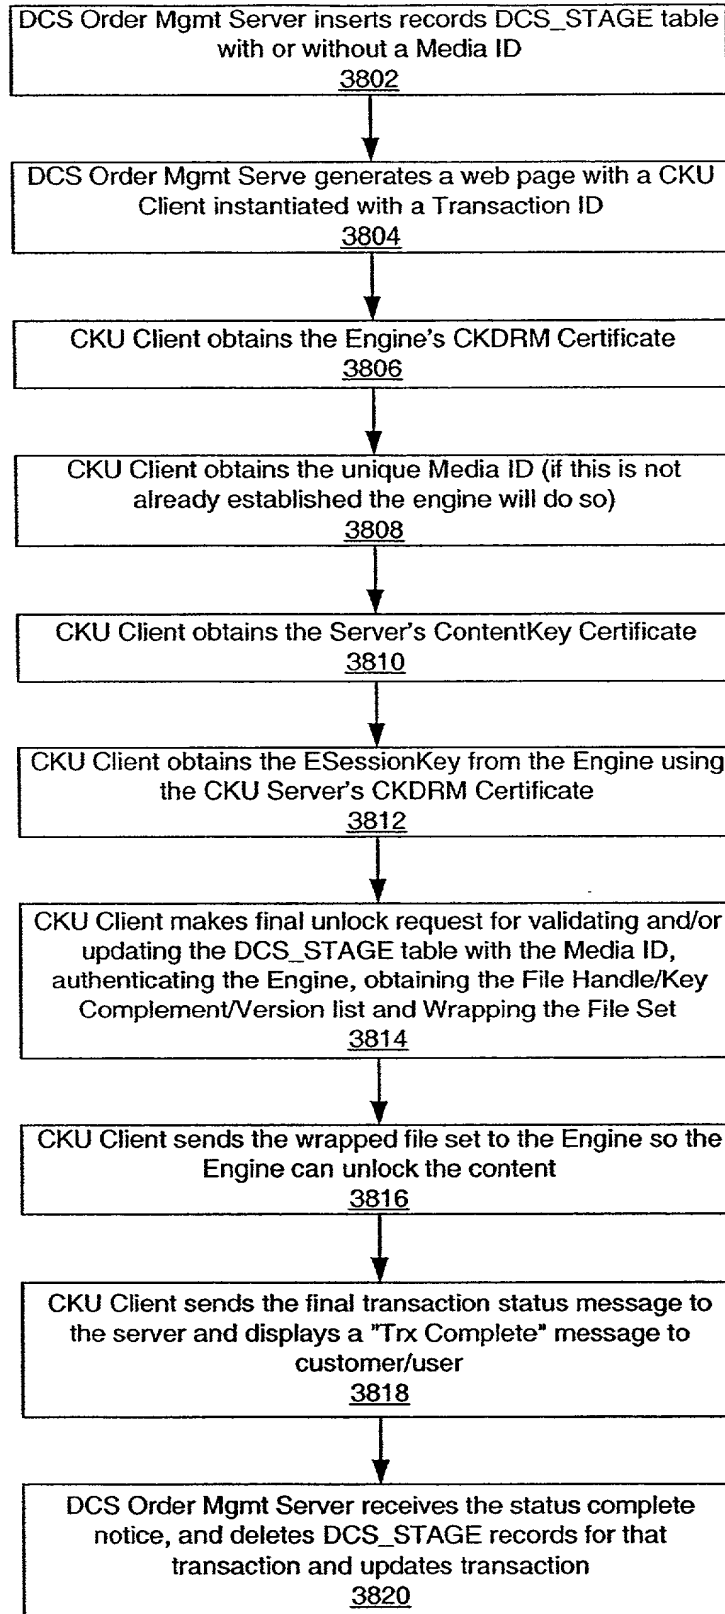 DCS Order Mgmt Server inserts records DCS_STAGE table
with or without a Media ID
3802
DCS Order Mgmt Serve generates a web page with a CKU
Client instantiated with a Transaction ID
3804
CKU Client obtains the Engine's CKDRM Certificate
3806
CKU Client obtains the unique Media ID (if this is not
already established the engine will do so)
3808
CKU Client obtains the Server's ContentKey Certificate
3810
CKU Client obtains the ESessionKey from the Engine using
the CKU Server's CKDRM Certificate
3812
CKU Client makes final unlock request for validating and/or
updating the DCS_STAGE table with the Media ID,
authenticating the Engine, obtaining the File Handle/Key
Complement/Version list and Wrapping the File Set
3814
CKU Client sends the wrapped file set to the Engine so the
Engine can unlock the content
3816
CKU Client sends the final transaction status message to
the server and displays a "Trx Complete" message to
customer/user
3818
DCS Order Mgmt Server receives the status complete
notice, and deletes DCS_STAGE records for that
transaction and updates transaction
3820